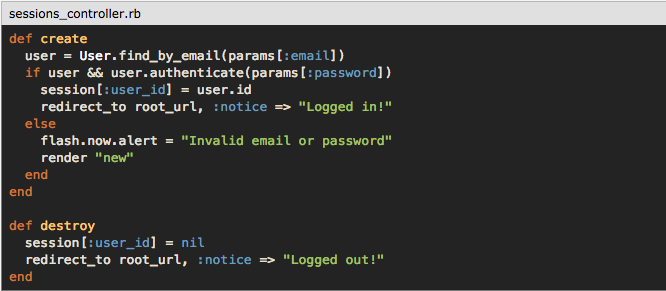 sessions_controller.rb
def create
  user = User.find_by_email(params[:email])
  if user && user.authenticate(params[:password])
    session[:user_id] = user.id
    redirect_to root_url, :notice => "Logged in!"
  else
    flash.now.alert = "Invalid email or password"
    render "new"
  end
end

def destroy
  session[:user_id] = nil
  redirect_to root_url, :notice => "Logged out!"
end